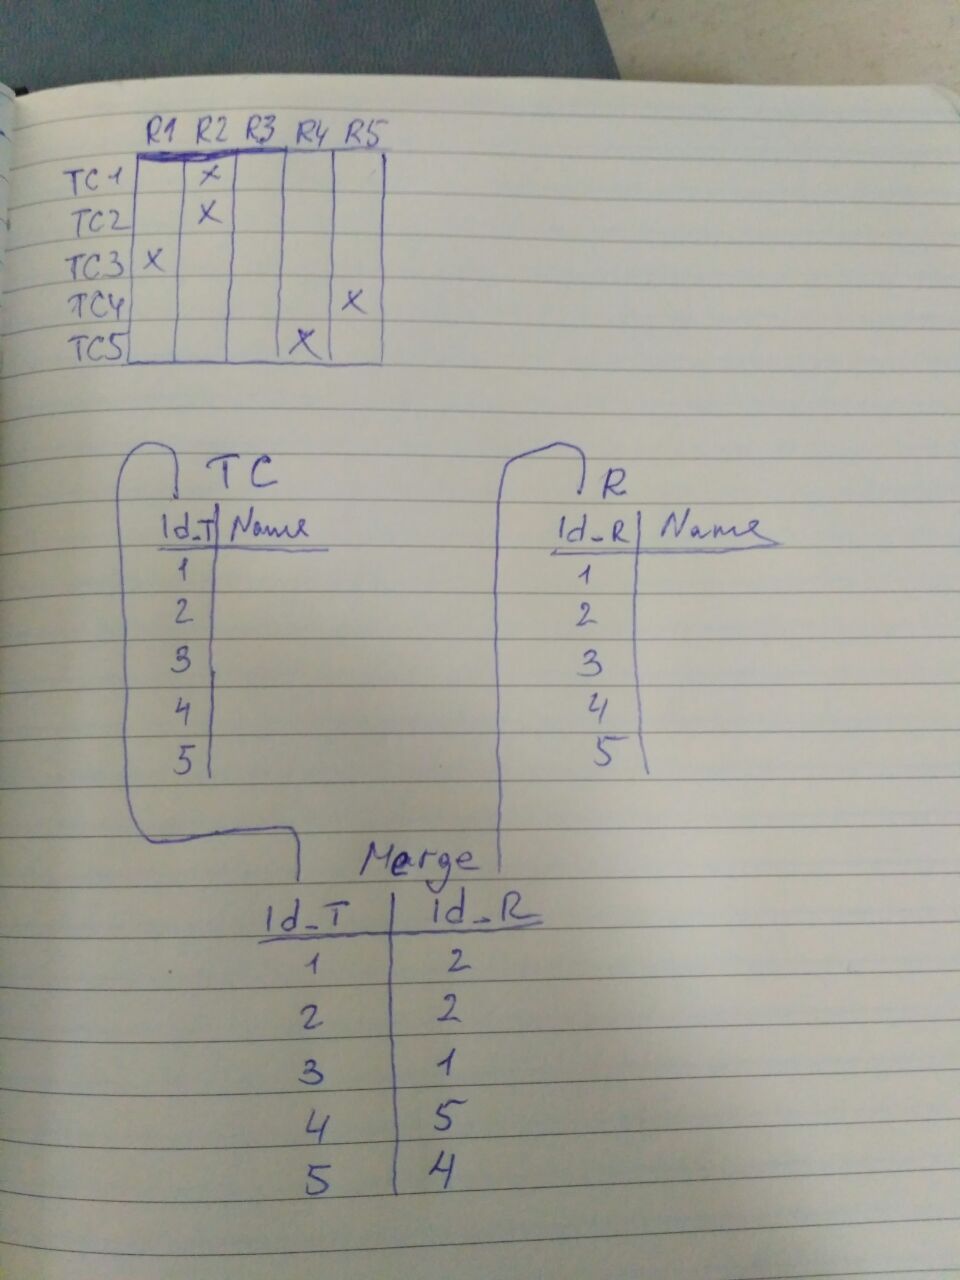 R1 R2 R3 R4 R5
TC1 x
TC2 x
TC3 x
TC4 x
TC5 x
TC
Id_T Name
1
2
3
4
5
R
Id_R Name
1
2
3
4
5
Merge
Id_T Id_R
1 2
2 2
3 1
4 5
5 4